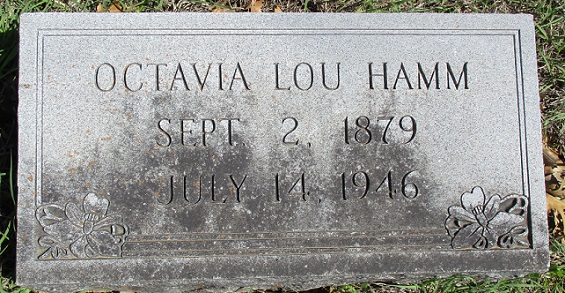 OCTAVIA LOU HAMM
SEPT. 2, 1879
JULY 14, 1946